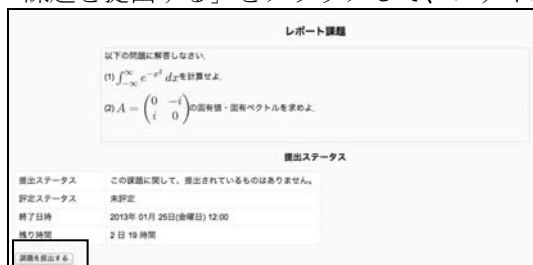 「課題を提出する」をクリックして、
レポート課題
以下の問題に解答しなさい.
(1) ∫_{-∞}^{∞} e^{-x^2} dxを計算せよ.
(2) A = \begin{pmatrix} 0 & -i \\ i & 0 \end{pmatrix}の固有値・固有ベクトルを求めよ.
提出ステータス
提出ステータス この課題に関して、提出されているものはありません。
評定ステータス 未評定
終了日時 2013年 01月 25日(金曜日) 12:00
残り時間 2 日 19 時間
課題を提出する